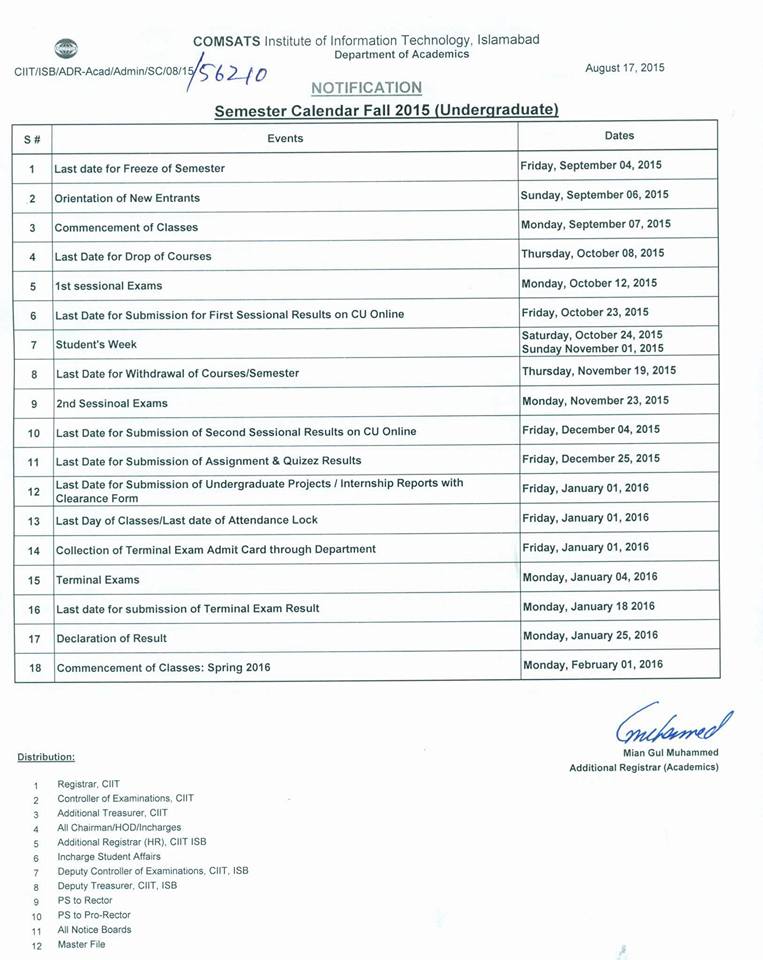 COMSATS Institute of Information Technology, Islamabad
Department of Academics
CIIT/ISB/ADR-Acad/Admin/SC/08/15/56210
August 17, 2015
NOTIFICATION
Semester Calendar Fall 2015 (Undergraduate)
S # Events Dates
1 Last date for Freeze of Semester Friday, September 04, 2015
2 Orientation of New Entrants Sunday, September 06, 2015
3 Commencement of Classes Monday, September 07, 2015
4 Last Date for Drop of Courses Thursday, October 08, 2015
5 1st sessional Exams Monday, October 12, 2015
6 Last Date for Submission for First Sessional Results on CU Online Friday, October 23, 2015
7 Student's Week Saturday, October 24, 2015
Sunday November 01, 2015
8 Last Date for Withdrawal of Courses/Semester Thursday, November 19, 2015
9 2nd Sessinoal Exams Monday, November 23, 2015
10 Last Date for Submission of Second Sessional Results on CU Online Friday, December 04, 2015
11 Last Date for Submission of Assignment & Quizez Results Friday, December 25, 2015
12 Last Date for Submission of Undergraduate Projects / Internship Reports with
Clearance Form Friday, January 01, 2016
13 Last Day of Classes/Last date of Attendance Lock Friday, January 01, 2016
14 Collection of Terminal Exam Admit Card through Department Friday, January 01, 2016
15 Terminal Exams Monday, January 04, 2016
16 Last date for submission of Terminal Exam Result Monday, January 18 2016
17 Declaration of Result Monday, January 25, 2016
18 Commencement of Classes: Spring 2016 Monday, February 01, 2016
Mian Gul Muhammed
Additional Registrar (Academics)
Distribution:
1 Registrar, CIIT
2 Controller of Examinations, CIIT
3 Additional Treasurer, CIIT
4 All Chairman/HOD/Incharges
5 Additional Registrar (HR), CIIT ISB
6 Incharge Student Affairs
7 Deputy Controller of Examinations, CIIT, ISB
8 Deputy Treasurer, CIIT, ISB
9 PS to Rector
10 PS to Pro-Rector
11 All Notice Boards
12 Master File